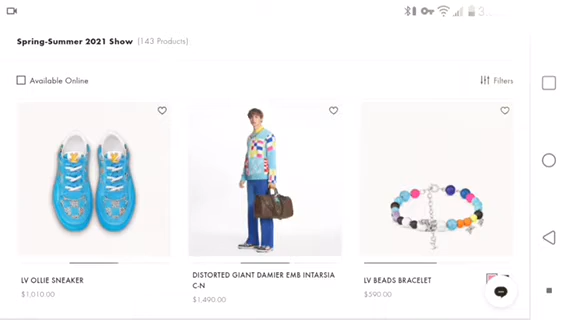 Spring-Summer 2021 Show (143 Products)
Available Online
Filters
LV OLLIE SNEAKER
$1,010.00
DISTORTED GIANT DAMIER EMB INTARSIA
C-N
$1,490.00
LV BEADS BRACELET
$590.00